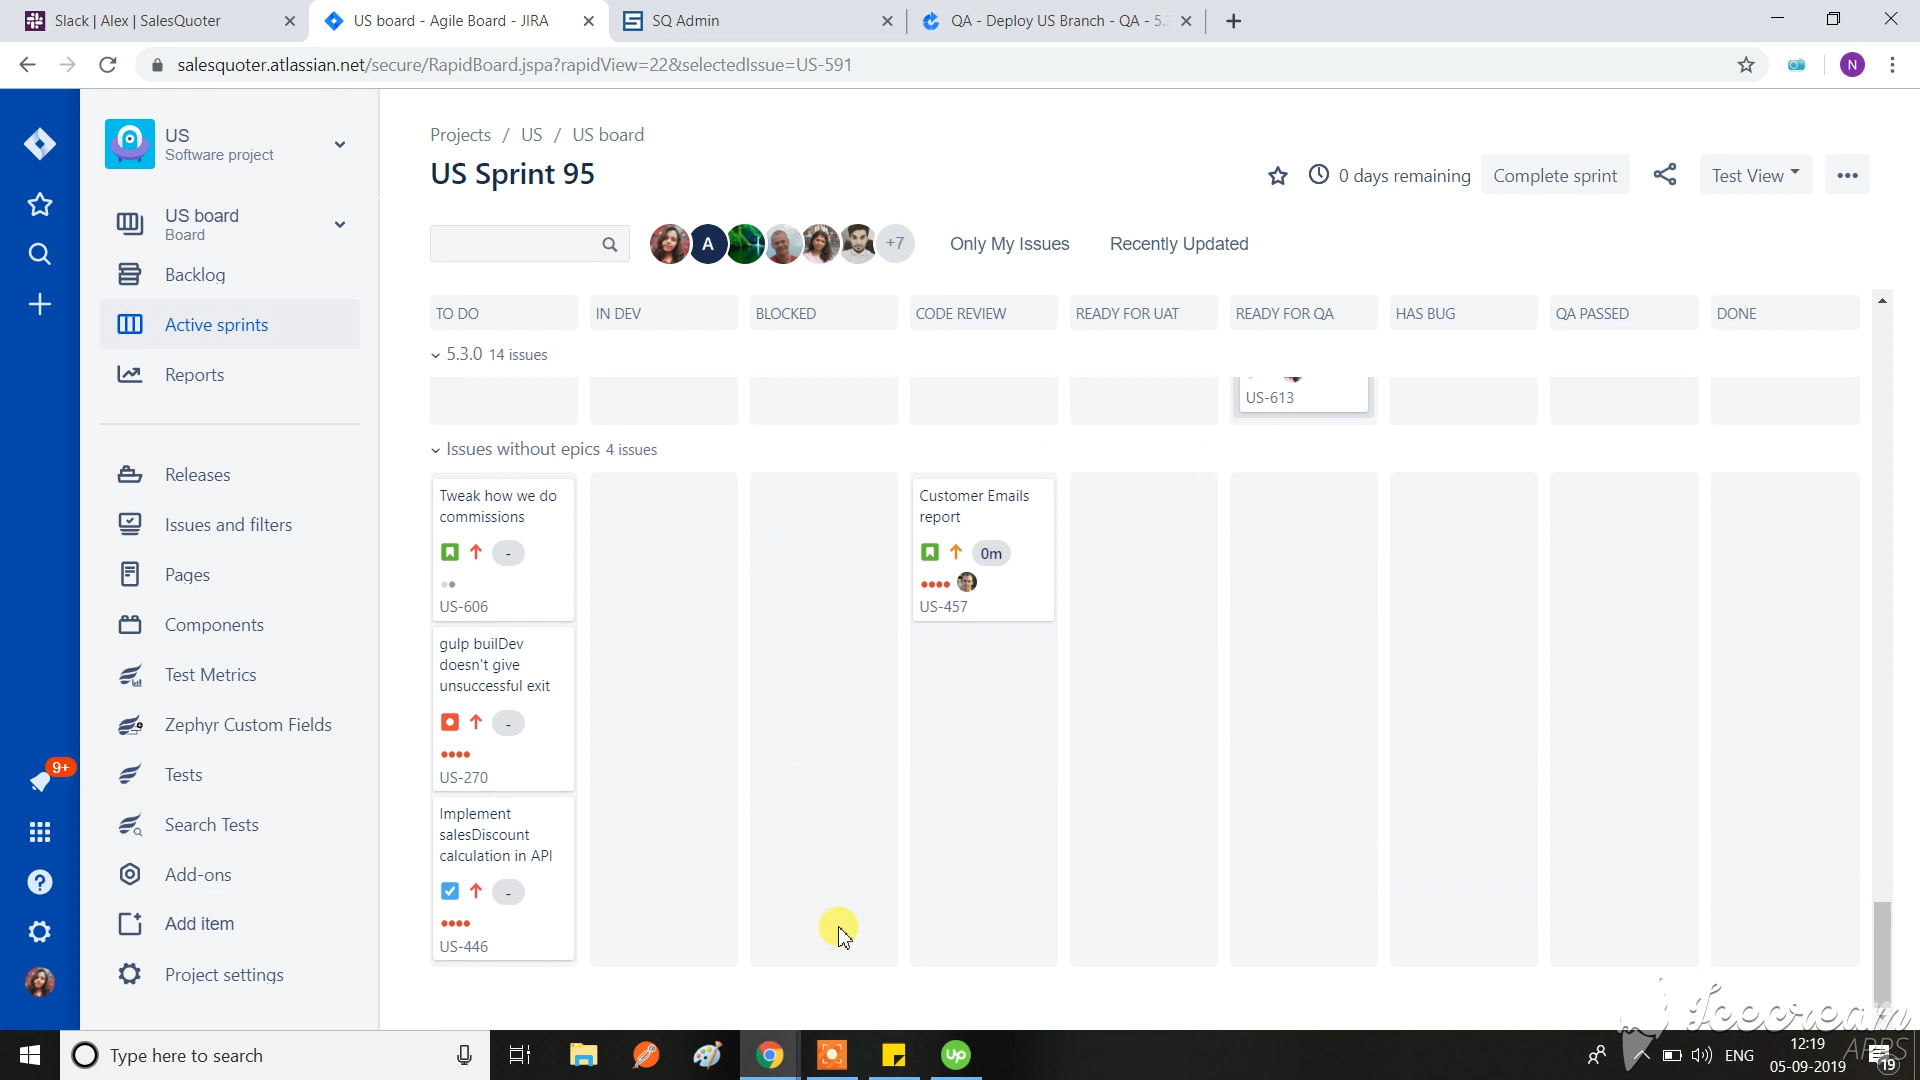 Slack | Alex | SalesQuoter
US board - Agile Board - JIRA
SQ Admin
QA - Deploy US Branch - QA - 5.
salesquoter.atlassian.net/secure/RapidBoard.jspa?rapidView=22&selectedIssue=US-591
N
US
Software project
US board
Board
Backlog
Active sprints
Reports
Releases
Issues and filters
Pages
Components
Test Metrics
Zephyr Custom Fields
Tests
Search Tests
Add-ons
Add item
Project settings
9+
Projects / US / US board
US Sprint 95
0 days remaining
Complete sprint
Test View
A
+7
Only My Issues
Recently Updated
TO DO
IN DEV
BLOCKED
CODE REVIEW
READY FOR UAT
READY FOR QA
HAS BUG
QA PASSED
DONE
5.3.0 14 issues
US-613
Issues without epics 4 issues
Tweak how we do
commissions
-
US-606
gulp builDev
doesn't give
unsuccessful exit
-
US-270
Implement
salesDiscount
calculation in API
-
US-446
Customer Emails
report
0m
US-457
Icecream
APPS
Type here to search
up
ENG
12:19
05-09-2019
19